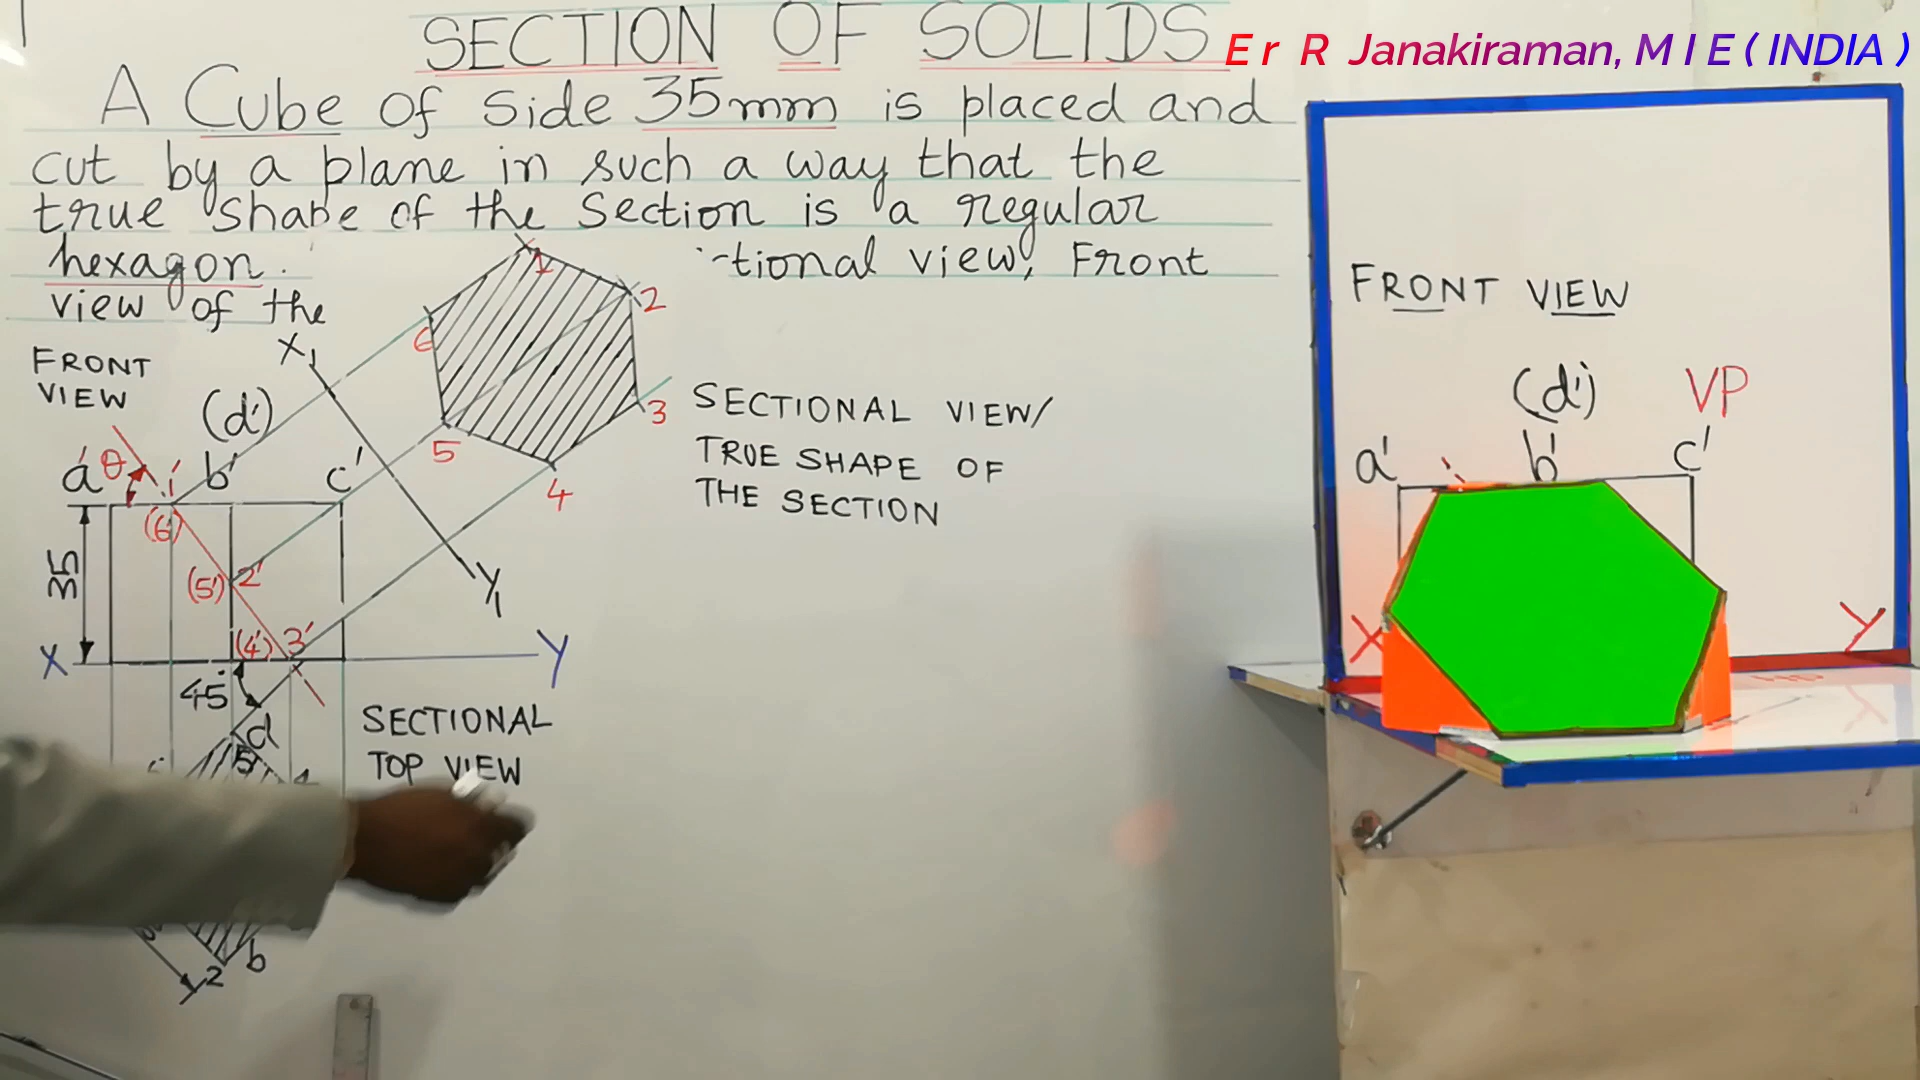 SECTION OF SOLIDS
Er R Janakiraman, M I E ( INDIA )
A Cube of side 35mm is placed and
cut by a plane in such a way that the
true shape of the section is a regular
hexagon. tional view, Front
view of the
FRONT
VIEW
X1
1
2
3
4
5
6
Y1
SECTIONAL VIEW/
TRUE SHAPE OF
THE SECTION
(d')
a' θ 1' b' c'
(6')
(5') 2'
(4') 3'
35
X Y
45°
d
5
SECTIONAL
TOP VIEW
b
2
FRONT VIEW
(d') VP
a' b' c'
X Y
Y